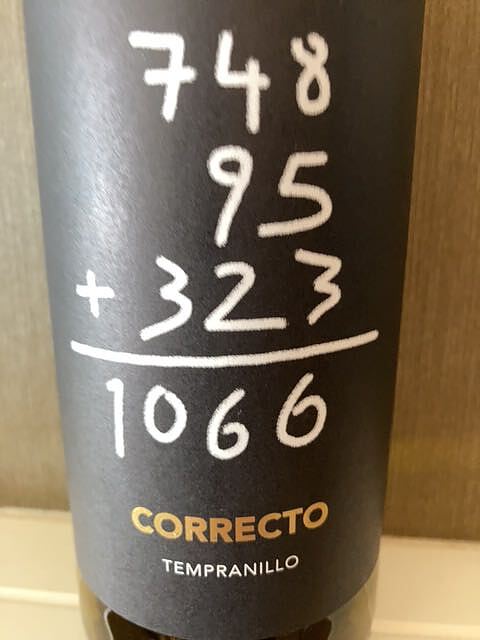 748
95
+ 323
1066
CORRECTO
TEMPRANILLO